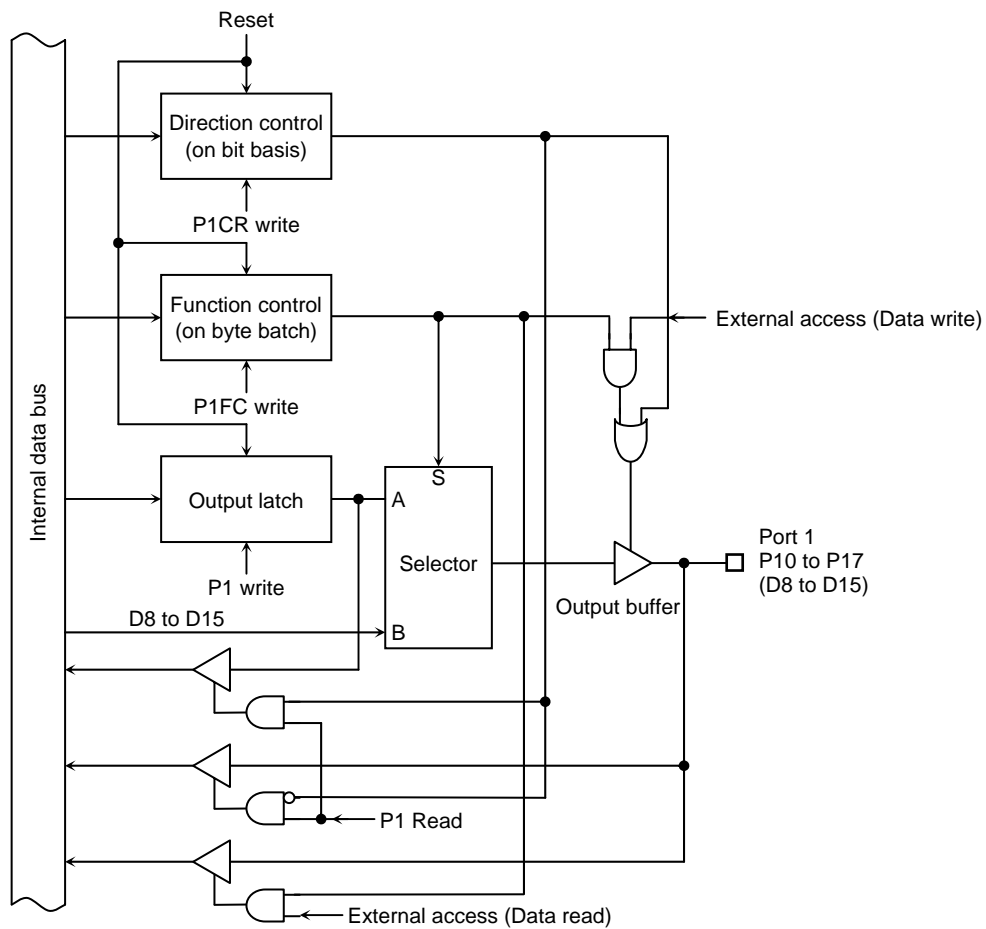 Reset
Direction control
(on bit basis)
P1CR write
Function control
(on byte batch)
External access (Data write)
P1FC write
Internal data bus
S
Output latch
A
Selector
Port 1
P10 to P17
(D8 to D15)
P1 write
Output buffer
D8 to D15
B
P1 Read
External access (Data read)